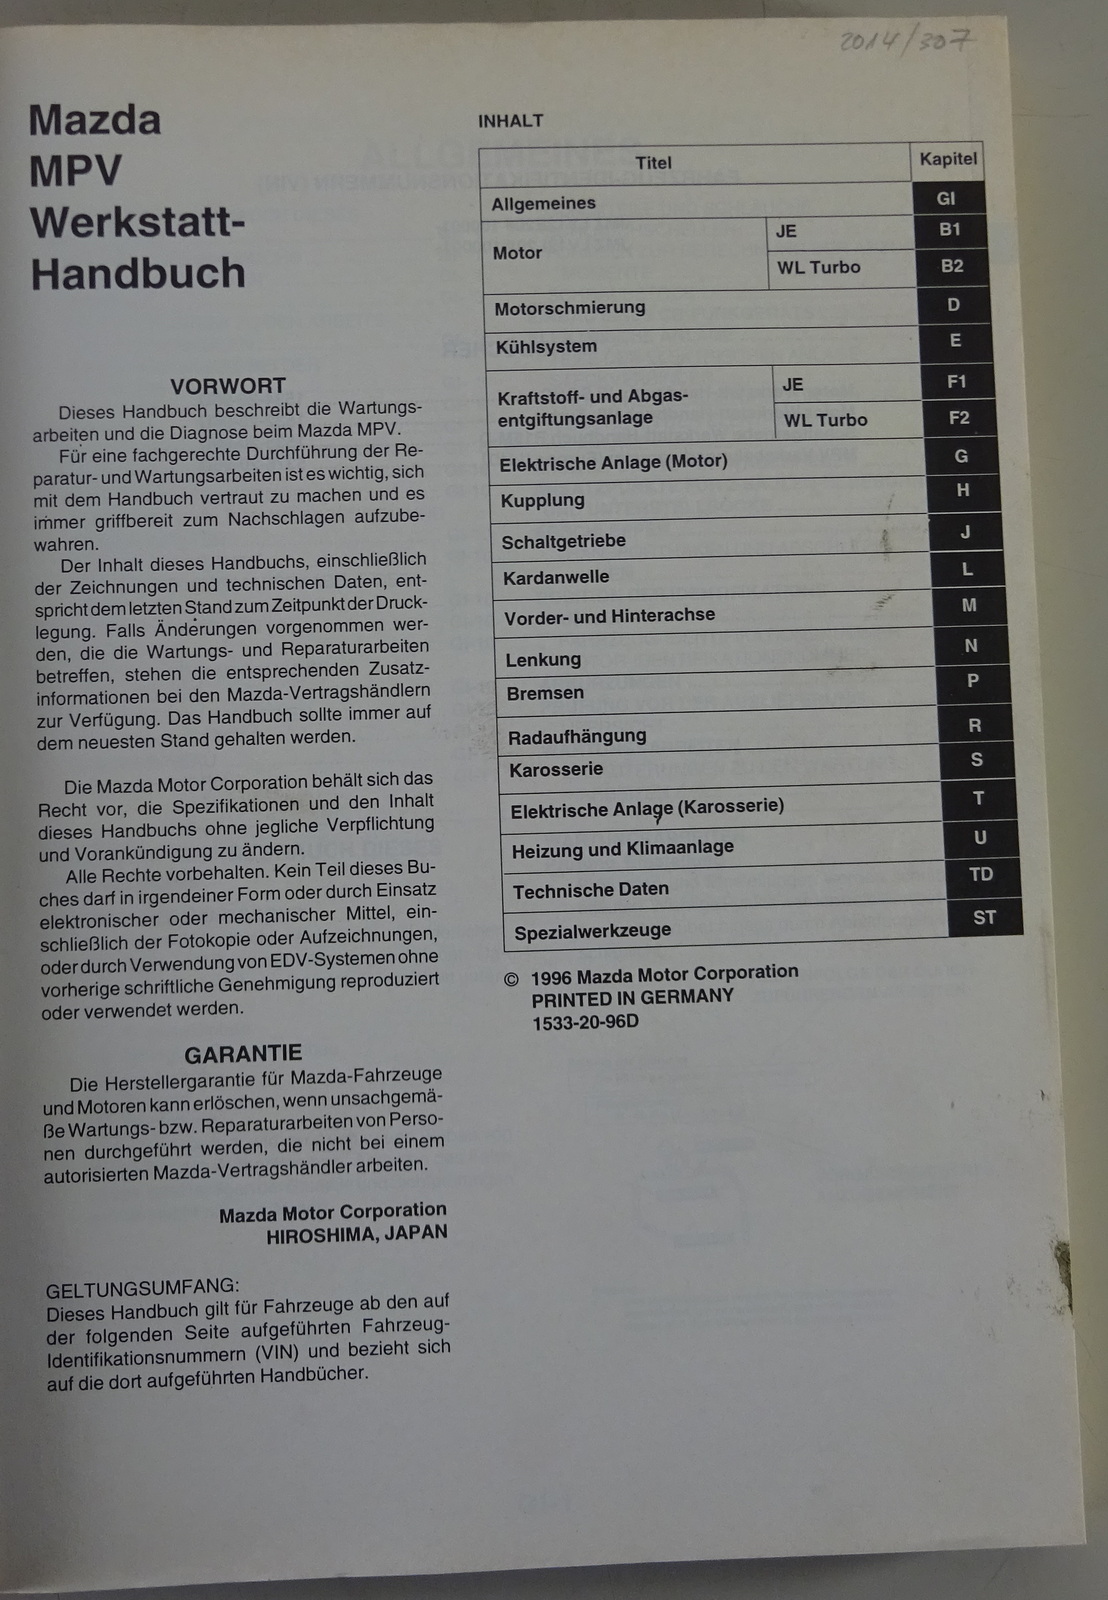 2014/307
Mazda
MPV
Werkstatt-
Handbuch
VORWORT
Dieses Handbuch beschreibt die Wartungs-
arbeiten und die Diagnose beim Mazda MPV.
Für eine fachgerechte Durchführung der Re-
paratur- und Wartungsarbeiten ist es wichtig, sich
mit dem Handbuch vertraut zu machen und es
immer griffbereit zum Nachschlagen aufzube-
wahren.
Der Inhalt dieses Handbuchs, einschließlich
der Zeichnungen und technischen Daten, ent-
spricht dem letzten Stand zum Zeitpunkt der Druck-
legung. Falls Änderungen vorgenommen wer-
den, die die Wartungs- und Reparaturarbeiten
betreffen, stehen die entsprechenden Zusatz-
informationen bei den Mazda-Vertragshändlern
zur Verfügung. Das Handbuch sollte immer auf
dem neuesten Stand gehalten werden.
Die Mazda Motor Corporation behält sich das
Recht vor, die Spezifikationen und den Inhalt
dieses Handbuchs ohne jegliche Verpflichtung
und Vorankündigung zu ändern.
Alle Rechte vorbehalten. Kein Teil dieses Bu-
ches darf in irgendeiner Form oder durch Einsatz
elektronischer oder mechanischer Mittel, ein-
schließlich der Fotokopie oder Aufzeichnungen,
oder durch Verwendung von EDV-Systemen ohne
vorherige schriftliche Genehmigung reproduziert
oder verwendet werden.
GARANTIE
Die Herstellergarantie für Mazda-Fahrzeuge
und Motoren kann erlöschen, wenn unsachgemä-
ße Wartungs- bzw. Reparaturarbeiten von Perso-
nen durchgeführt werden, die nicht bei einem
autorisierten Mazda-Vertragshändler arbeiten.
Mazda Motor Corporation
HIROSHIMA, JAPAN
GELTUNGSUMFANG:
Dieses Handbuch gilt für Fahrzeuge ab den auf
der folgenden Seite aufgeführten Fahrzeug-
Identifikationsnummern (VIN) und bezieht sich
auf die dort aufgeführten Handbücher.
INHALT
Titel Kapitel
Allgemeines GI
Motor JE B1
WL Turbo B2
Motorschmierung D
Kühlsystem E
Kraftstoff- und Abgas-
entgiftungsanlage JE F1
WL Turbo F2
Elektrische Anlage (Motor) G
Kupplung H
Schaltgetriebe J
Kardanwelle L
Vorder- und Hinterachse M
Lenkung N
Bremsen P
Radaufhängung R
Karosserie S
Elektrische Anlage (Karosserie) T
Heizung und Klimaanlage U
Technische Daten TD
Spezialwerkzeuge ST
© 1996 Mazda Motor Corporation
PRINTED IN GERMANY
1533-20-96D